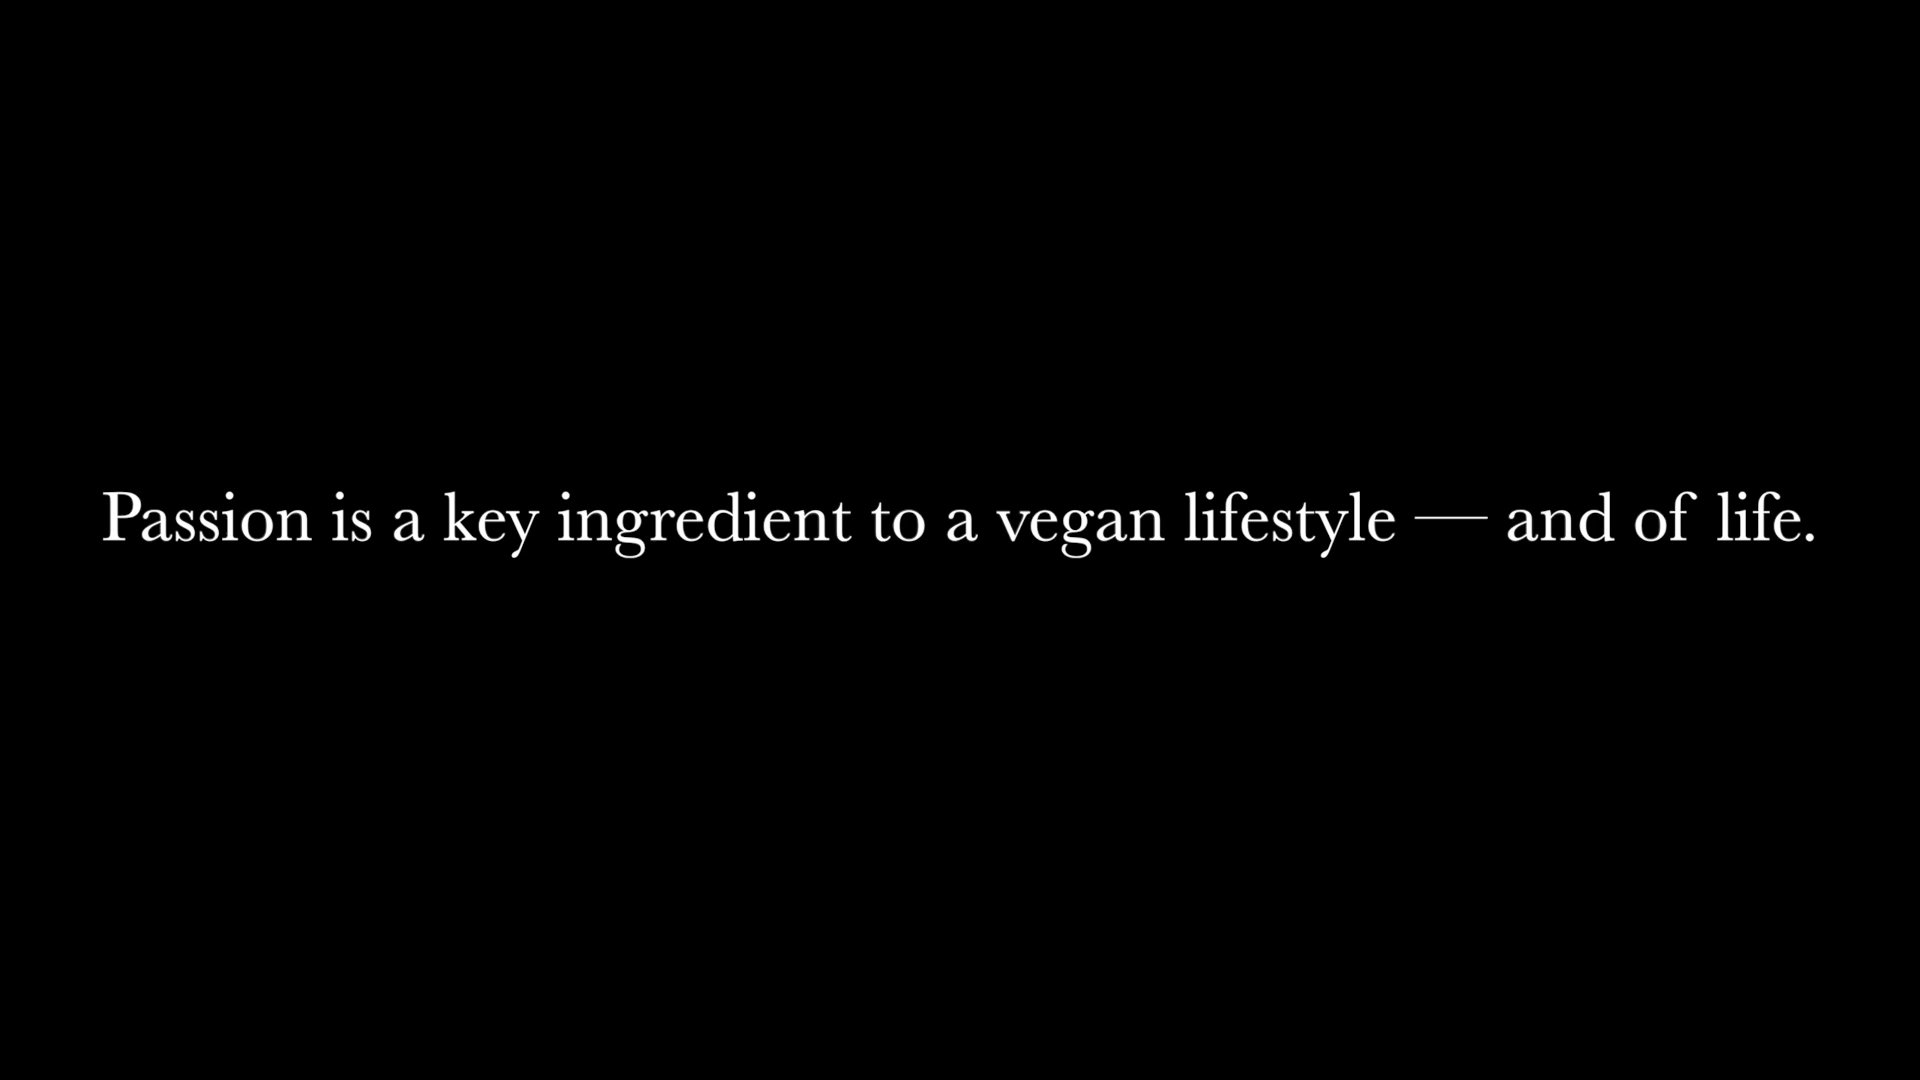 Passion is a key ingredient to a vegan lifestyle — and of life.